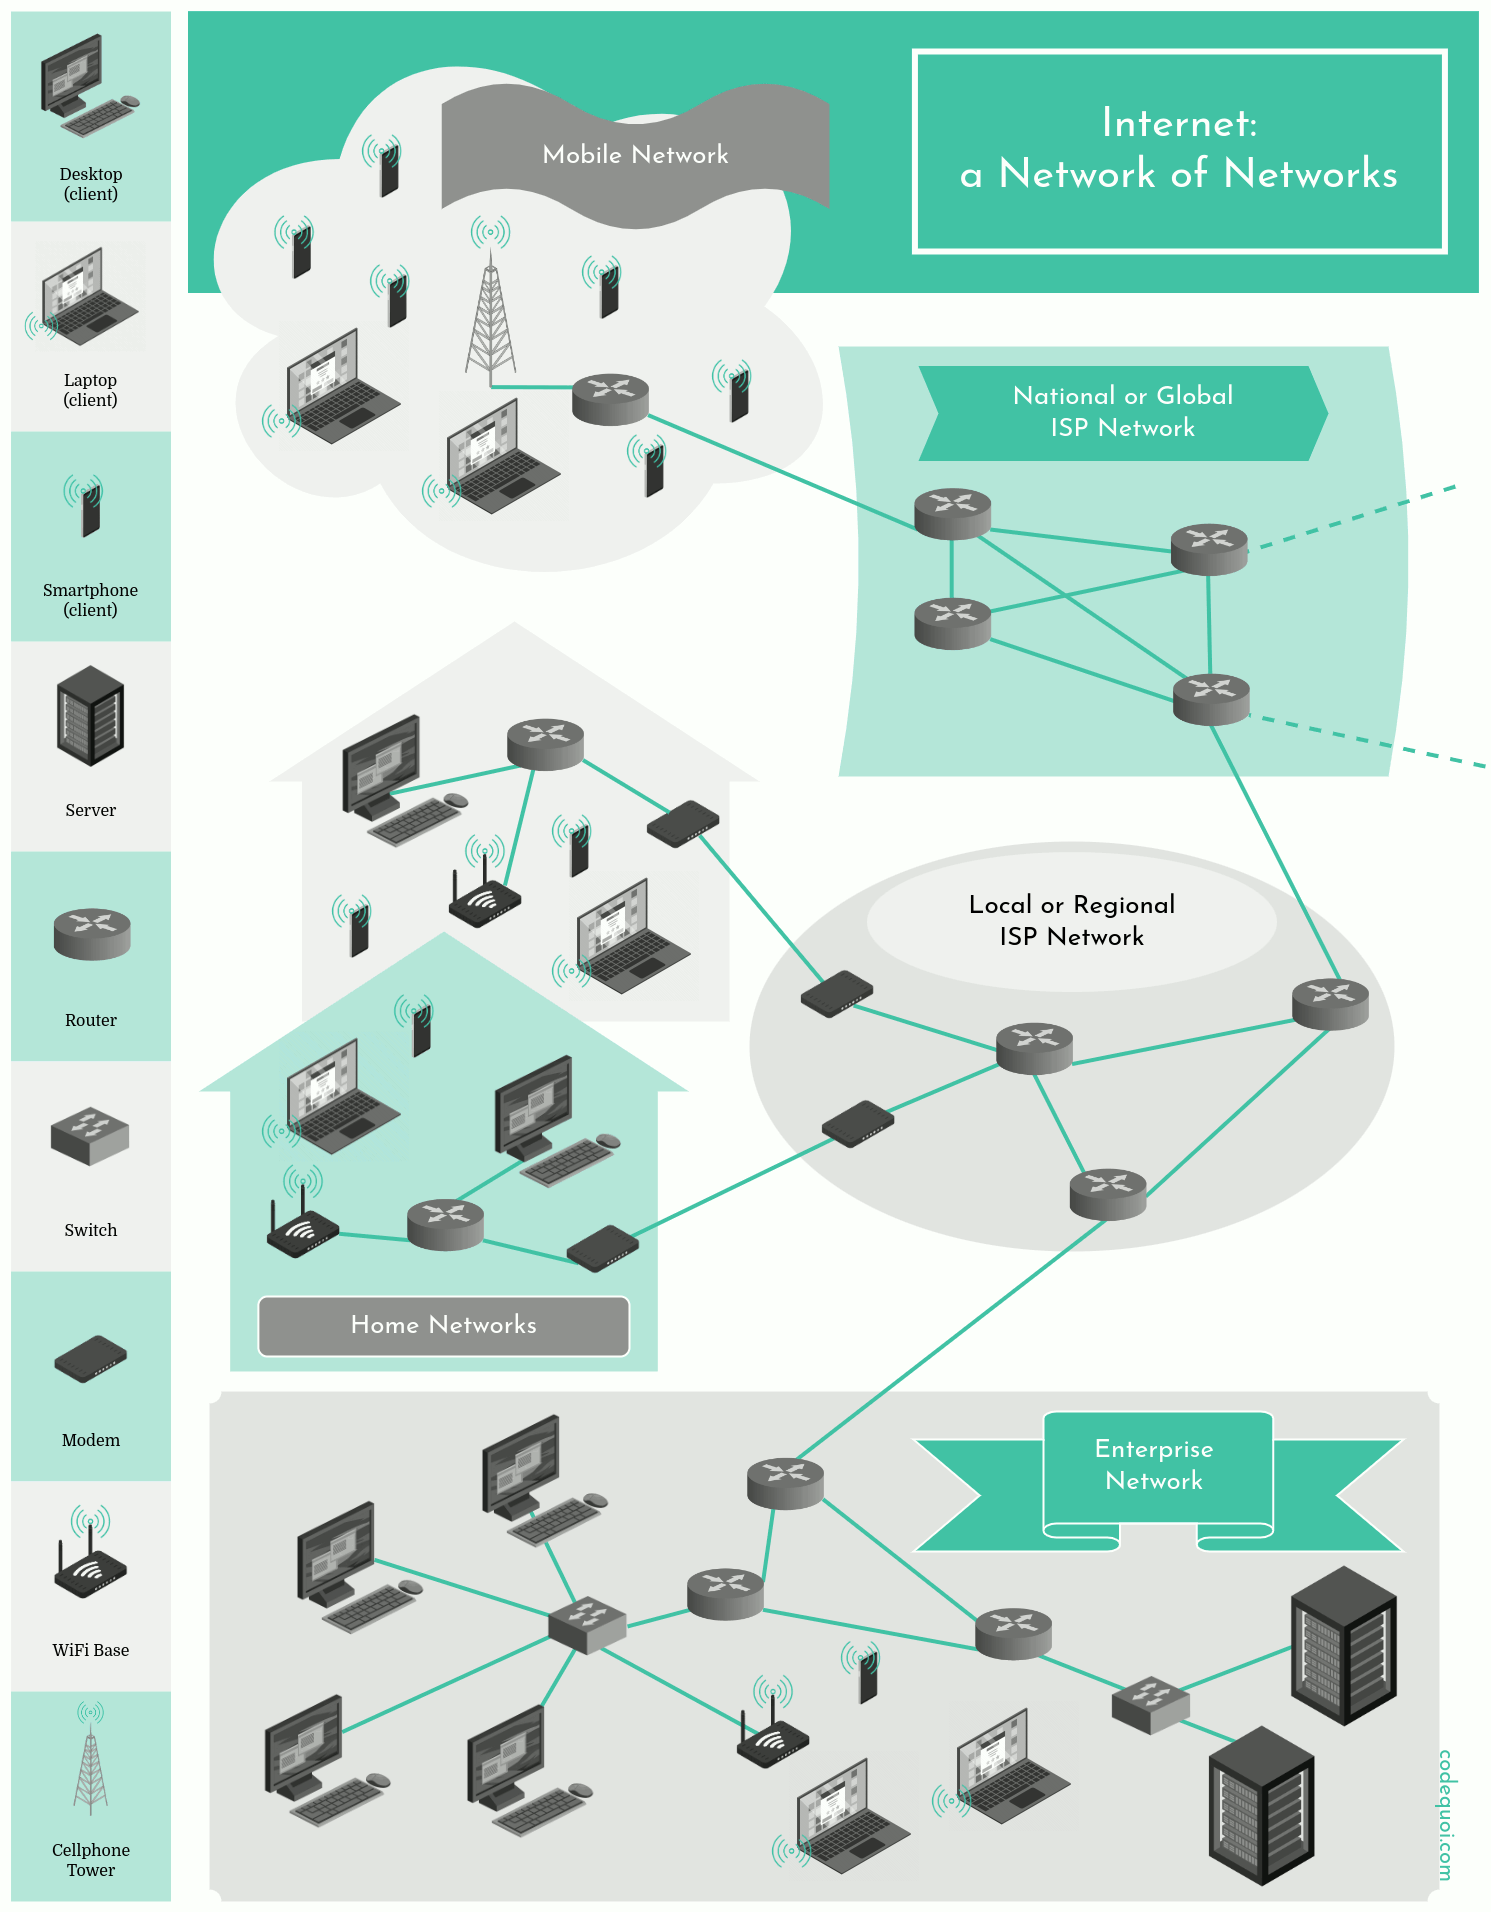 Internet:
a Network of Networks
Mobile Network
National or Global
ISP Network
Local or Regional
ISP Network
Home Networks
Enterprise
Network
Desktop
(client)
Laptop
(client)
Smartphone
(client)
Server
Router
Switch
Modem
WiFi Base
Cellphone
Tower
codequoi.com